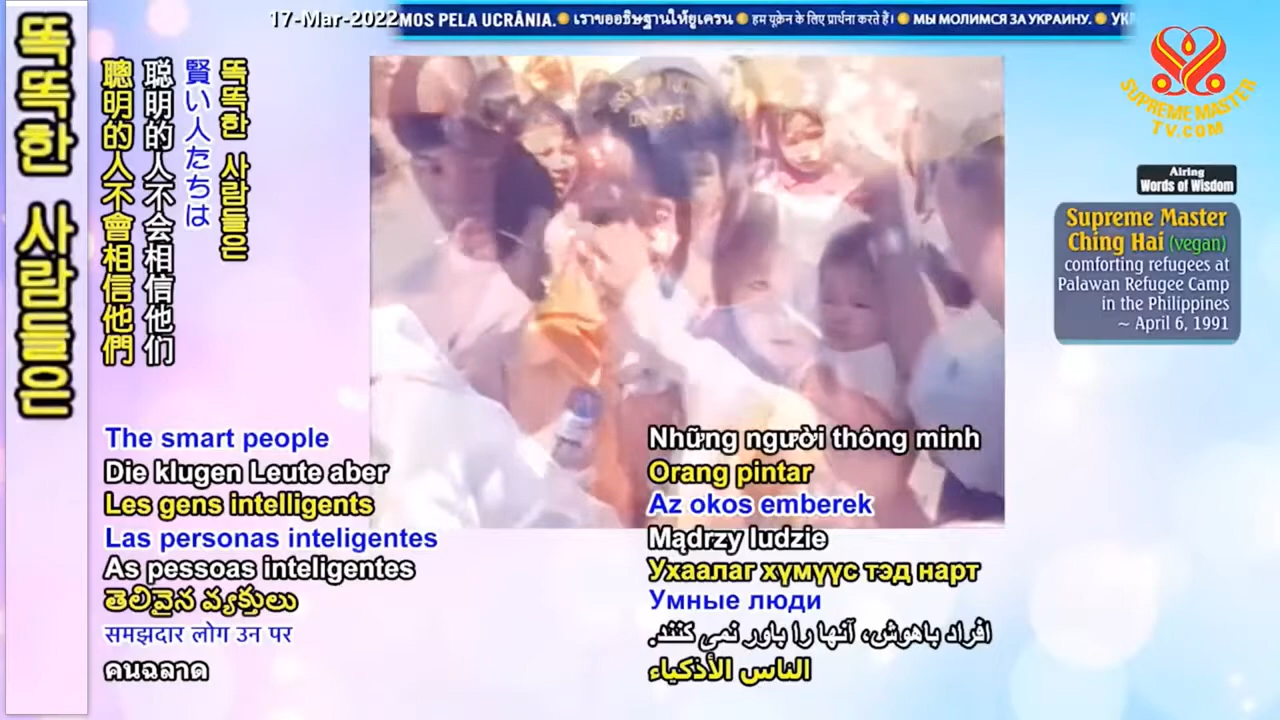 17-Mar-2022
MOS PELA UCRÂNIA. เราขออธิษฐานให้ยูเครน हम यूक्रेन के लिए प्रार्थना करते हैं। МЫ МОЛИМСЯ ЗА УКРАИНУ.
SUPREME MASTER
TV.COM
Airing
Words of Wisdom
Supreme Master
Ching Hai (vegan)
comforting refugees at
Palawan Refugee Camp
in the Philippines
~ April 6, 1991
똑똑한 사람들은
똑똑한 사람들은
賢い人たちは
聪明的人不会相信他们
聰明的人不會相信他們
The smart people
Die klugen Leute aber
Les gens intelligents
Las personas inteligentes
As pessoas inteligentes
తెలివైన వ్యక్తులు
समझदार लोग उन पर
คนฉลาด
Những người thông minh
Orang pintar
Az okos emberek
Mądrzy ludzie
Ухаалаг хүмүүс тэд нарт
Умные люди
افراد باهوش، آنها را باور نمی کنند.
الناس الأذكياء